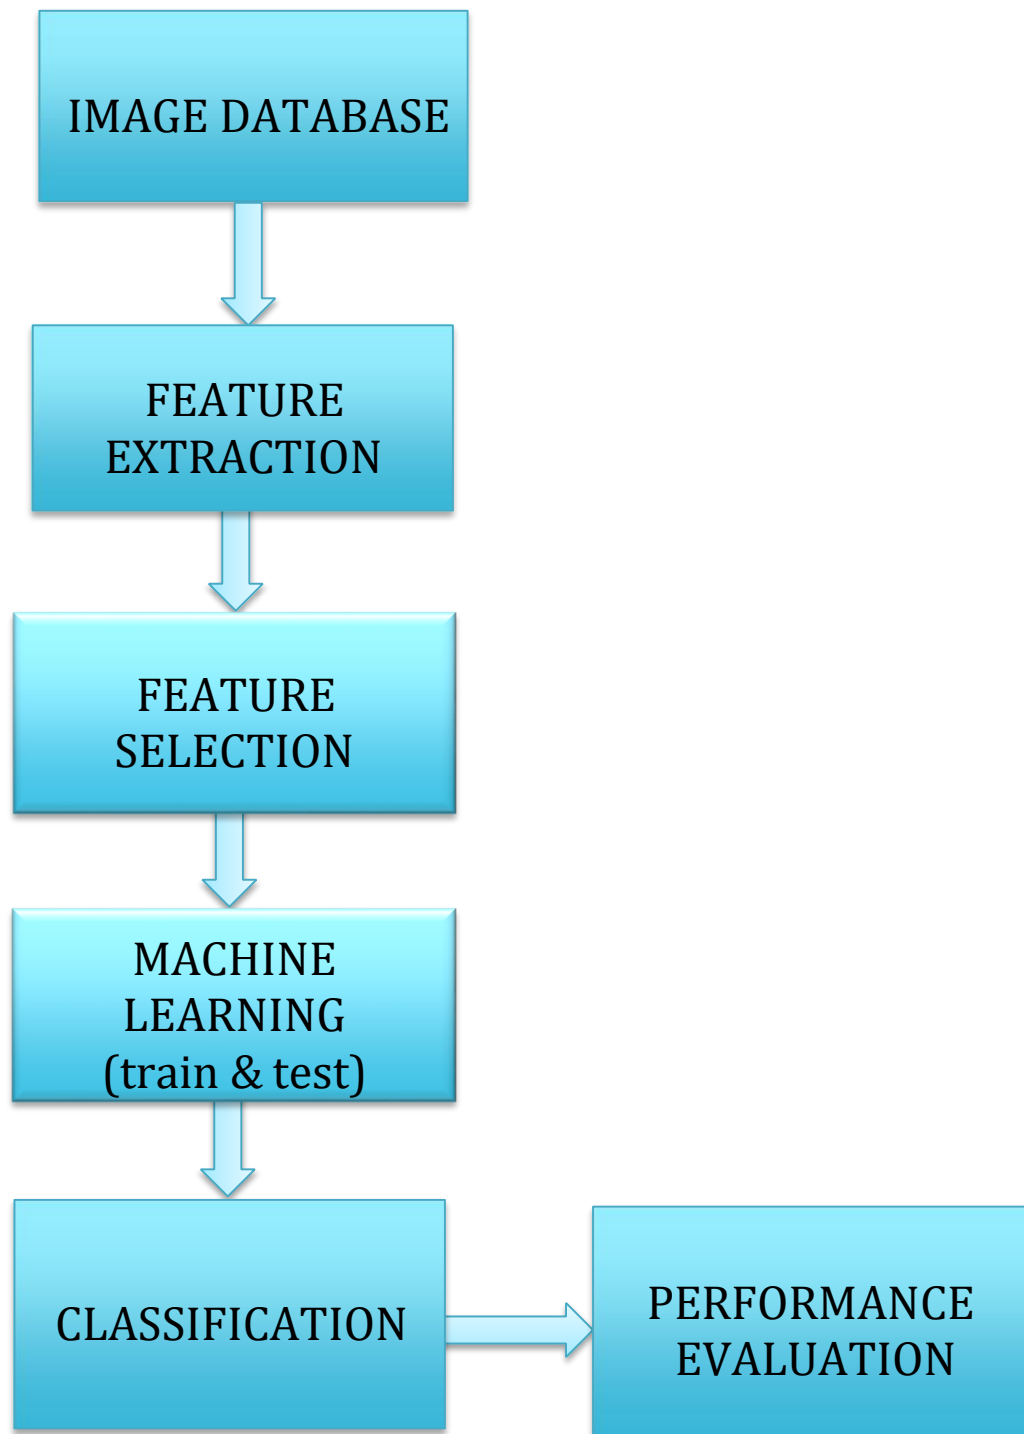 IMAGE DATABASE
FEATURE
EXTRACTION
FEATURE
SELECTION
MACHINE
LEARNING
(train & test)
CLASSIFICATION
PERFORMANCE
EVALUATION